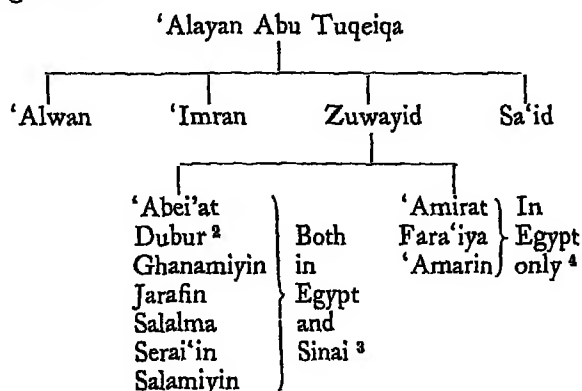 ‘Alayan Abu Tuqeiqa
‘Alwan ‘Imran Zuwayid Sa‘id
‘Abei’at ‘Amirat In
Dubur ² Both Fara‘iya Egypt
Ghanamiyin in ‘Amarin only ⁴
Jarafin Egypt
Salalma and
Serai‘in Sinai ³
Salamiyin